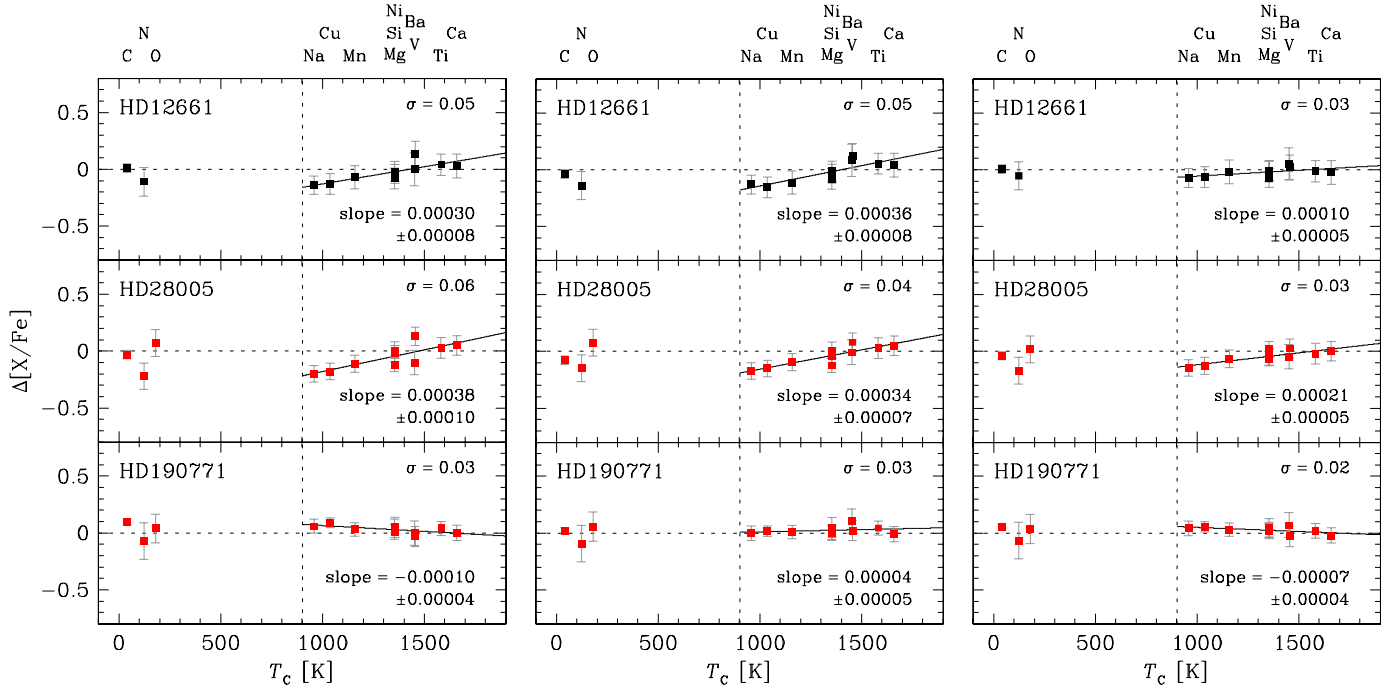 Ni Ni Ni
N Cu Si Ba Ca N Cu Si Ba Ca N Cu Si Ba Ca
C O Na Mn Mg V Ti C O Na Mn Mg V Ti C O Na Mn Mg V Ti
HD12661 σ = 0.05
slope = 0.00030
±0.00008
HD12661 σ = 0.05
slope = 0.00036
±0.00008
HD12661 σ = 0.03
slope = 0.00010
±0.00005
HD28005 σ = 0.06
slope = 0.00038
±0.00010
HD28005 σ = 0.04
slope = 0.00034
±0.00007
HD28005 σ = 0.03
slope = 0.00021
±0.00005
HD190771 σ = 0.03
slope = −0.00010
±0.00004
HD190771 σ = 0.03
slope = 0.00004
±0.00005
HD190771 σ = 0.02
slope = −0.00007
±0.00004
Δ[X/Fe]
0.5
0
−0.5
0.5
0
−0.5
0.5
0
−0.5
0 500 1000 1500 0 500 1000 1500 0 500 1000 1500
Tc [K] Tc [K] Tc [K]